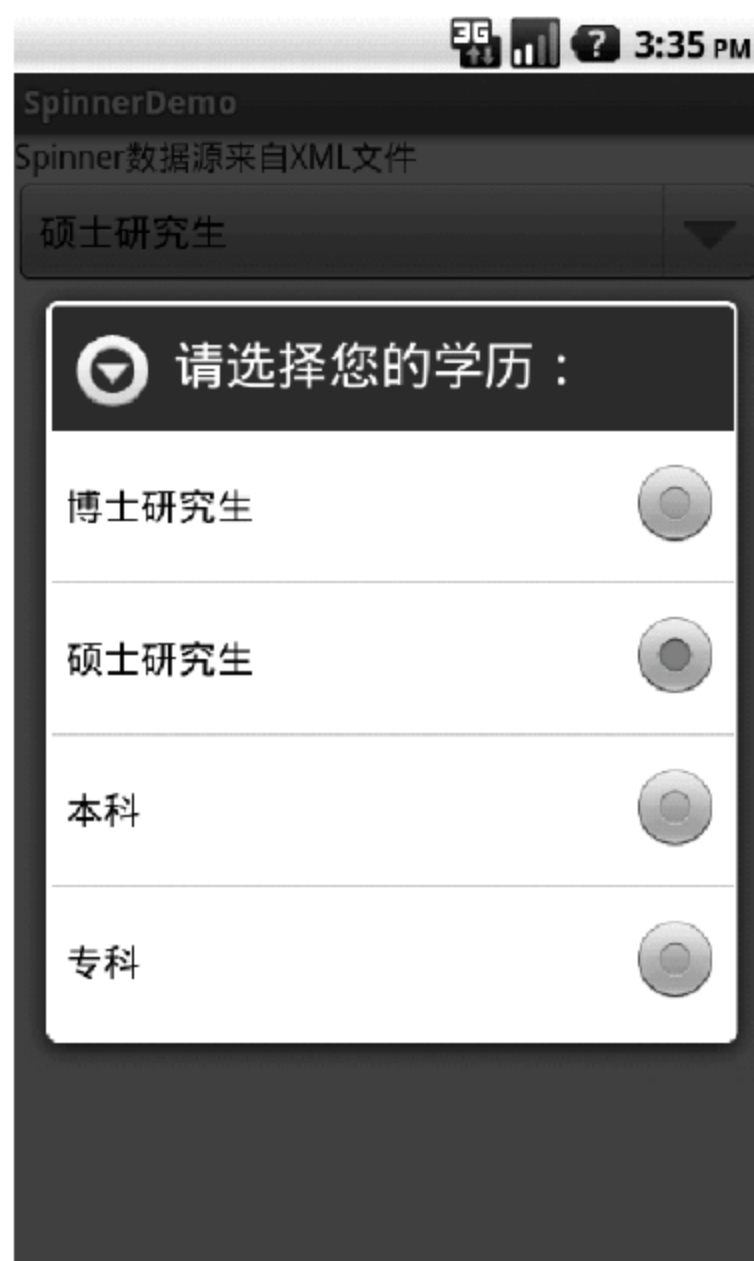 3G ? 3:35 PM
SpinnerDemo
Spinner数据源来自XML文件
硕士研究生
请选择您的学历：
博士研究生
硕士研究生
本科
专科